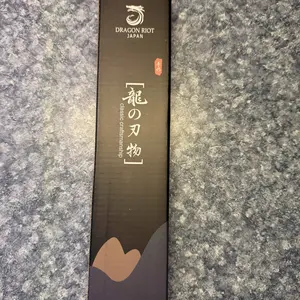 DRAGON RIOT
JAPAN
龍の刃物
classic craftsmanship